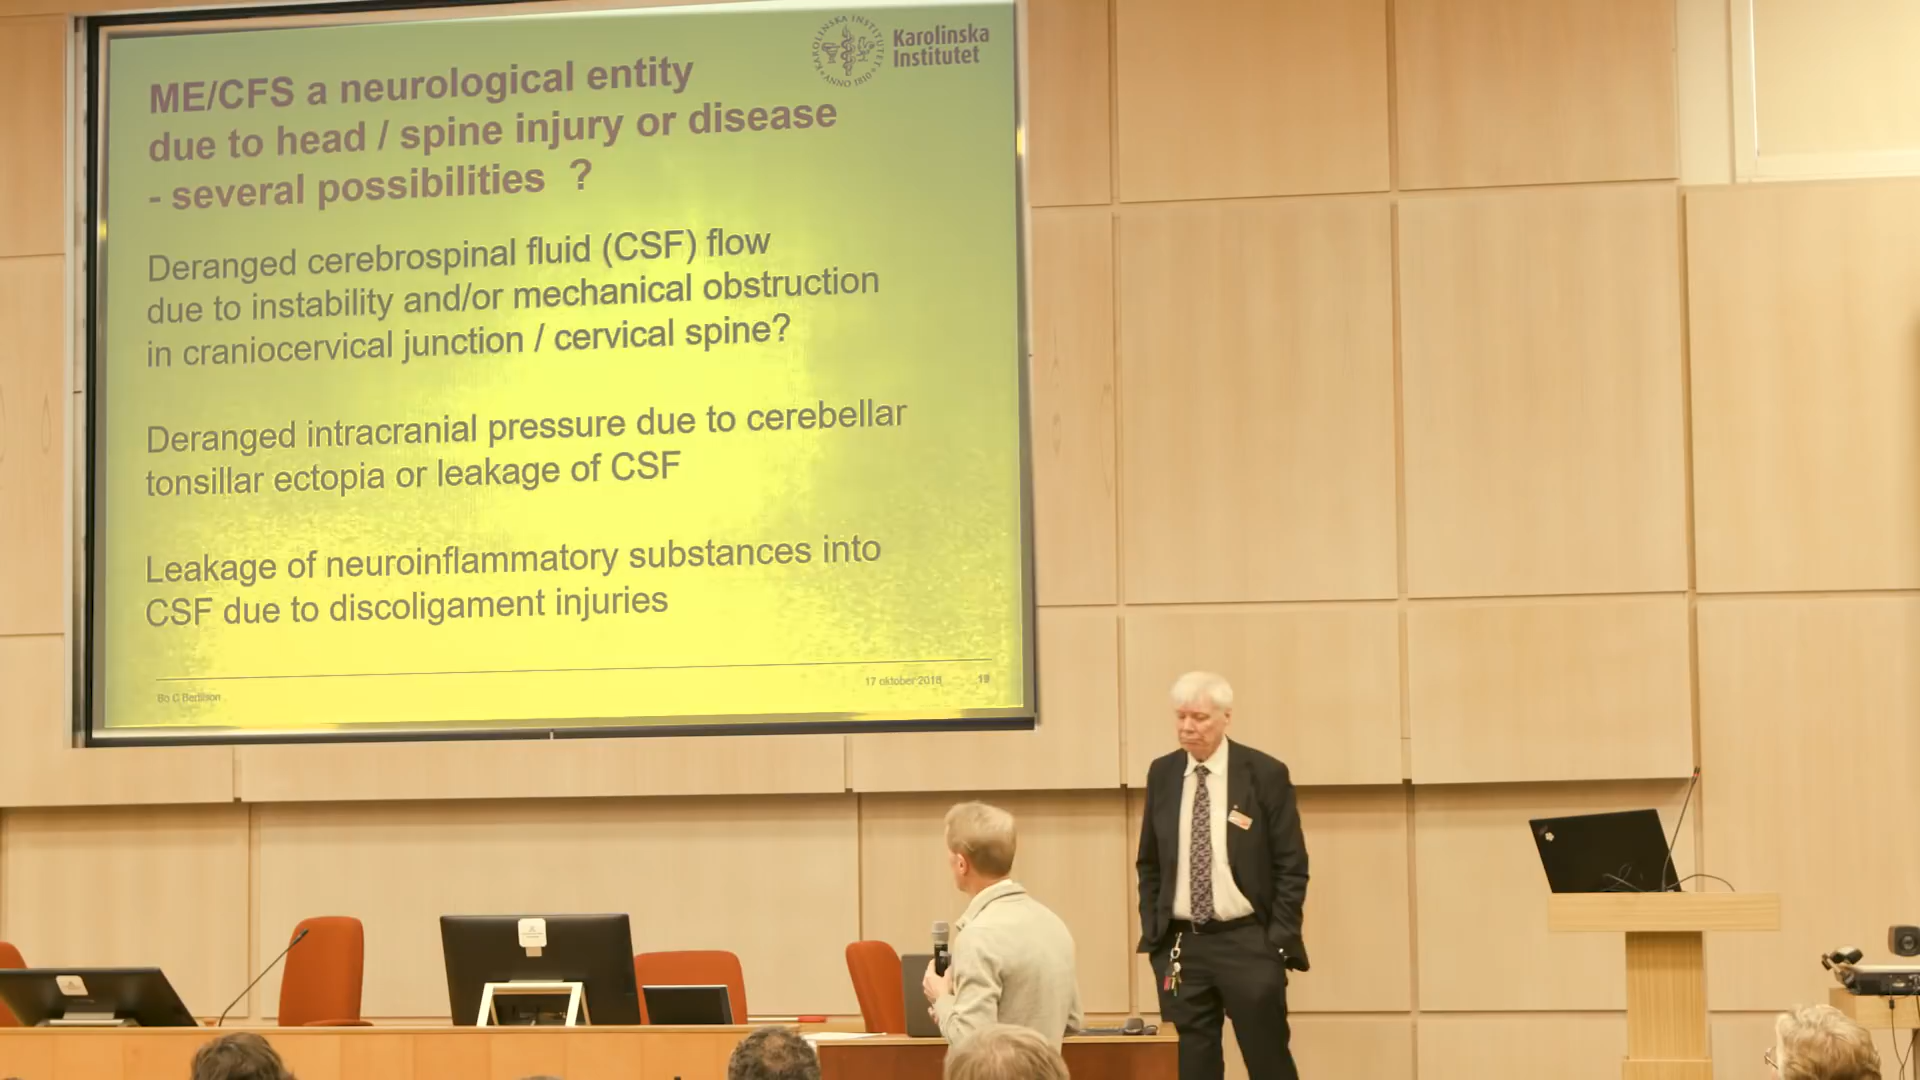 Karolinska
Institutet
ME/CFS a neurological entity
due to head / spine injury or disease
- several possibilities ?
Deranged cerebrospinal fluid (CSF) flow
due to instability and/or mechanical obstruction
in craniocervical junction / cervical spine?
Deranged intracranial pressure due to cerebellar
tonsillar ectopia or leakage of CSF
Leakage of neuroinflammatory substances into
CSF due to discoligament injuries
Bo C Bertilson
17 oktober 2018 19